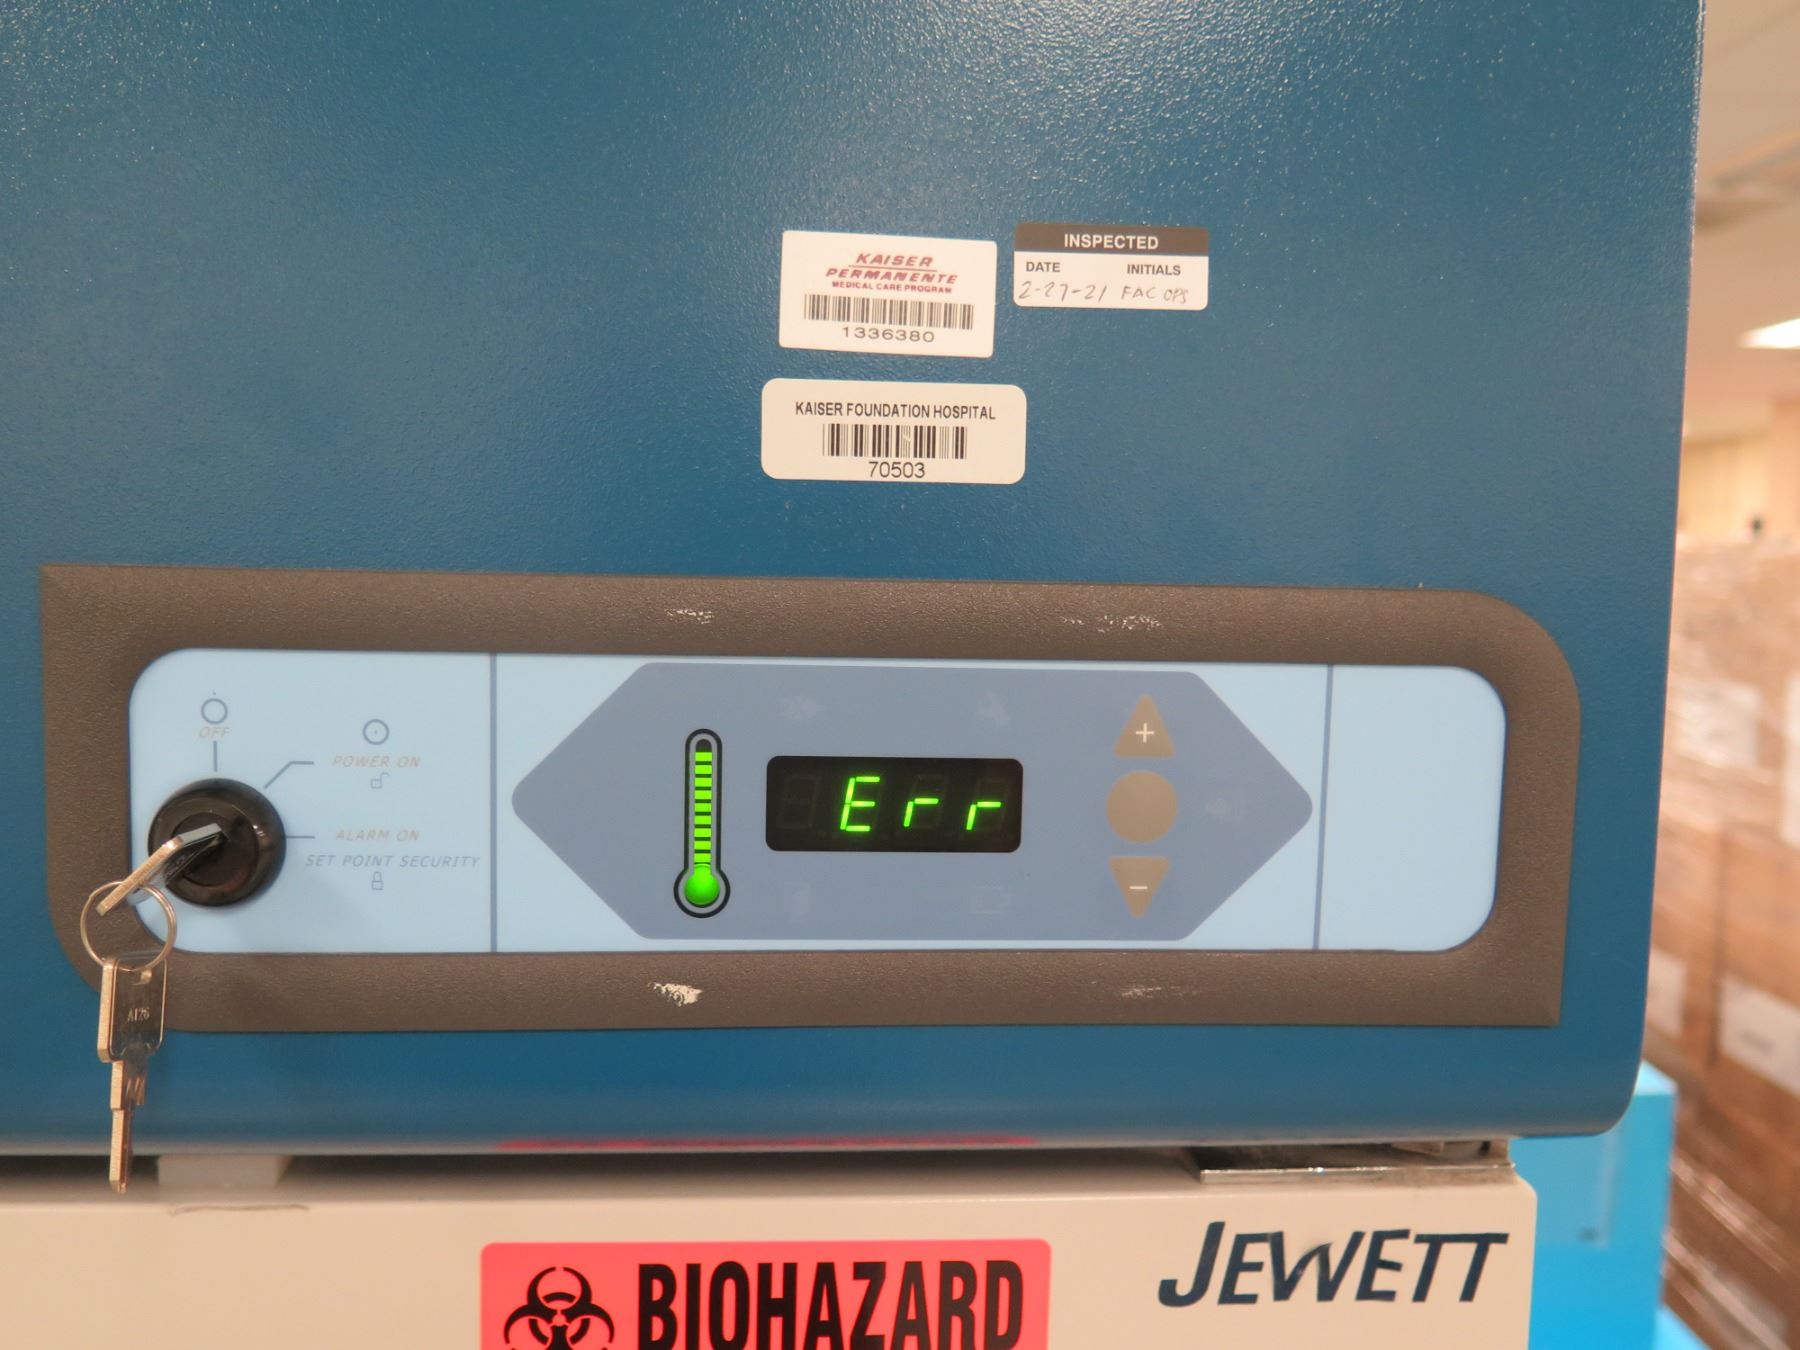 KAISER
PERMANENTE
MEDICAL CARE PROGRAM
1336380
INSPECTED
DATE INITIALS
2-27-21 FAC OPS
KAISER FOUNDATION HOSPITAL
70503
OFF
POWER ON
ALARM ON
SET POINT SECURITY
Err
+
-
A126
JEWETT
BIOHAZARD